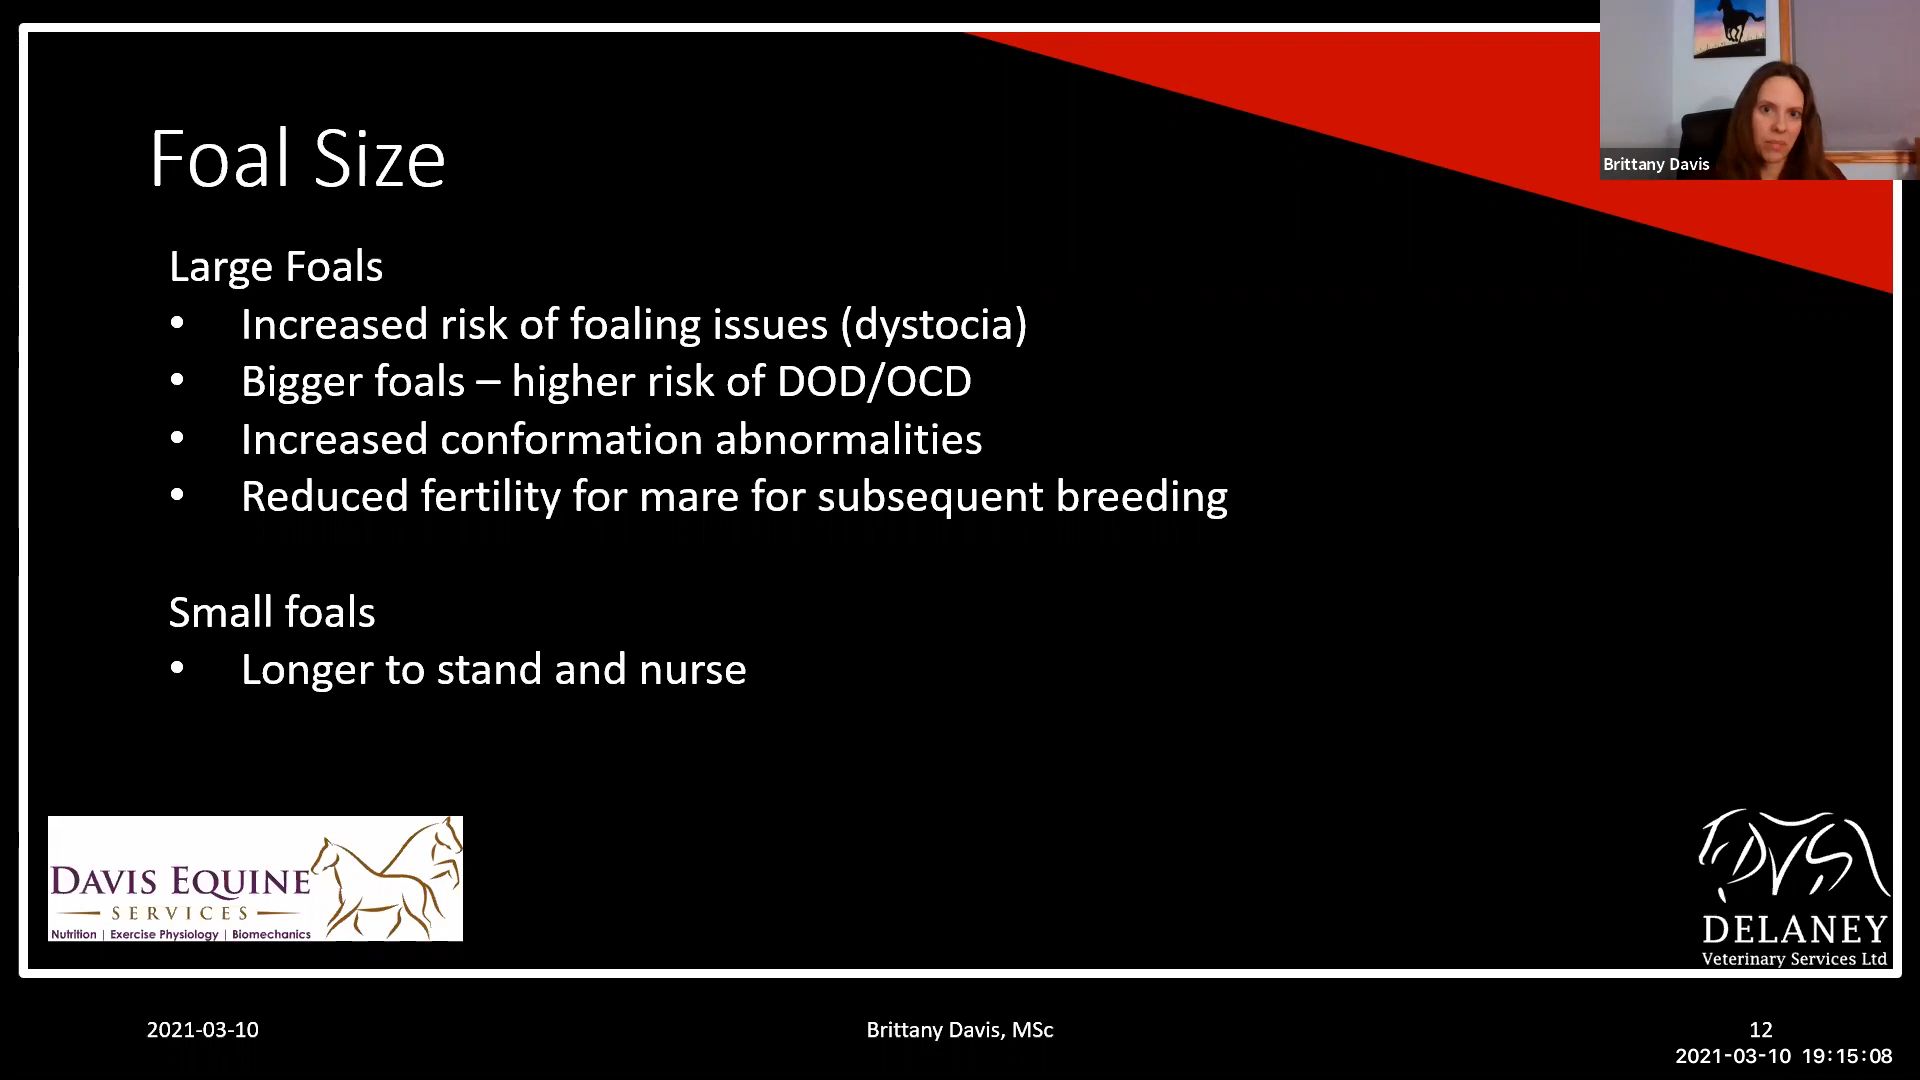 Brittany Davis
Foal Size
Large Foals
• Increased risk of foaling issues (dystocia)
• Bigger foals – higher risk of DOD/OCD
• Increased conformation abnormalities
• Reduced fertility for mare for subsequent breeding
Small foals
• Longer to stand and nurse
DAVIS EQUINE
SERVICES
Nutrition | Exercise Physiology | Biomechanics
DVS
DELANEY
Veterinary Services Ltd
2021-03-10
Brittany Davis, MSc
12
2021-03-10 19:15:08